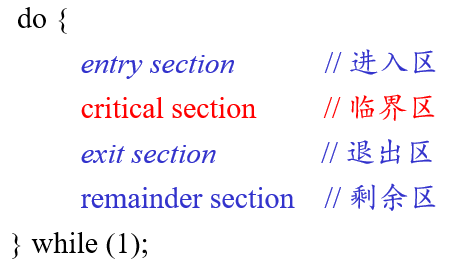 do {
entry section // 进入区
critical section // 临界区
exit section // 退出区
remainder section // 剩余区
} while (1);